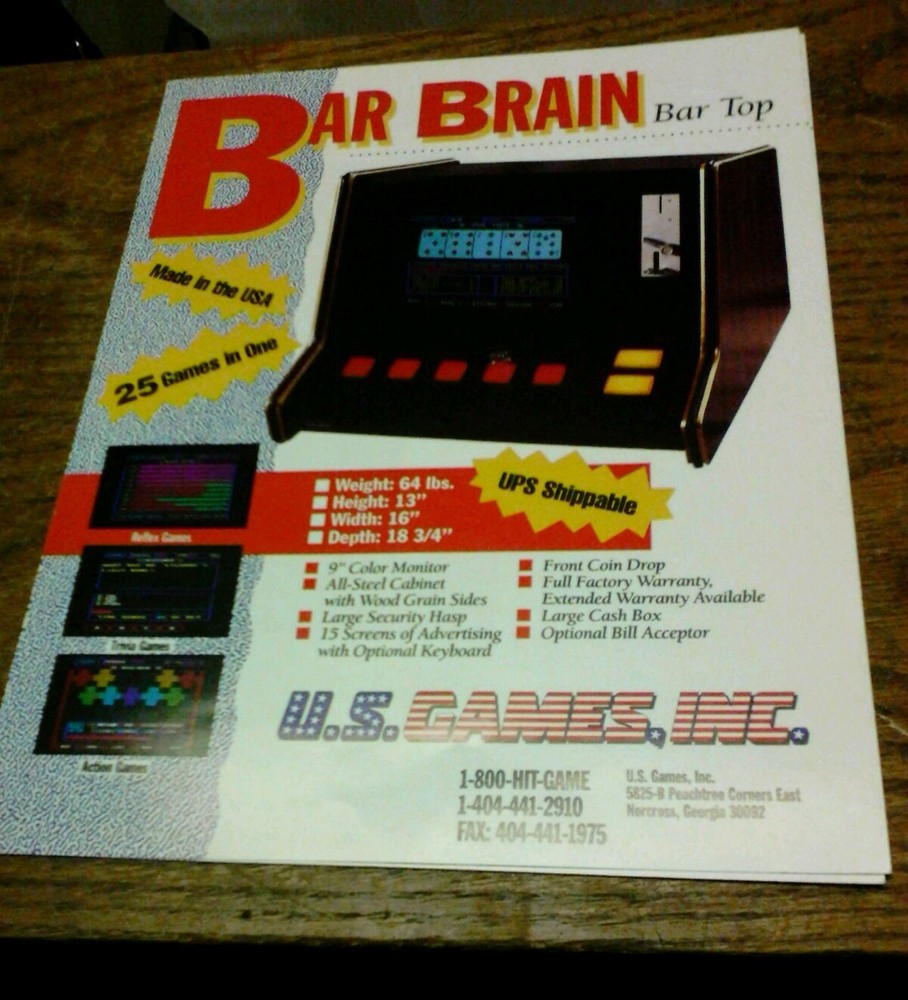 BAR BRAIN Bar Top
Made in the USA
25 Games in One
Reflex Games
Trivia Games
Action Games
Weight: 64 lbs.
Height: 13”
Width: 16”
Depth: 18 3/4”
UPS Shippable
9" Color Monitor
All-Steel Cabinet
with Wood Grain Sides
Large Security Hasp
15 Screens of Advertising
with Optional Keyboard
Front Coin Drop
Full Factory Warranty,
Extended Warranty Available
Large Cash Box
Optional Bill Acceptor
U.S. GAMES, INC.
1-800-HIT-GAME
1-404-441-2910
FAX: 404-441-1975
U.S. Games, Inc.
5825-B Peachtree Corners East
Norcross, Georgia 30092